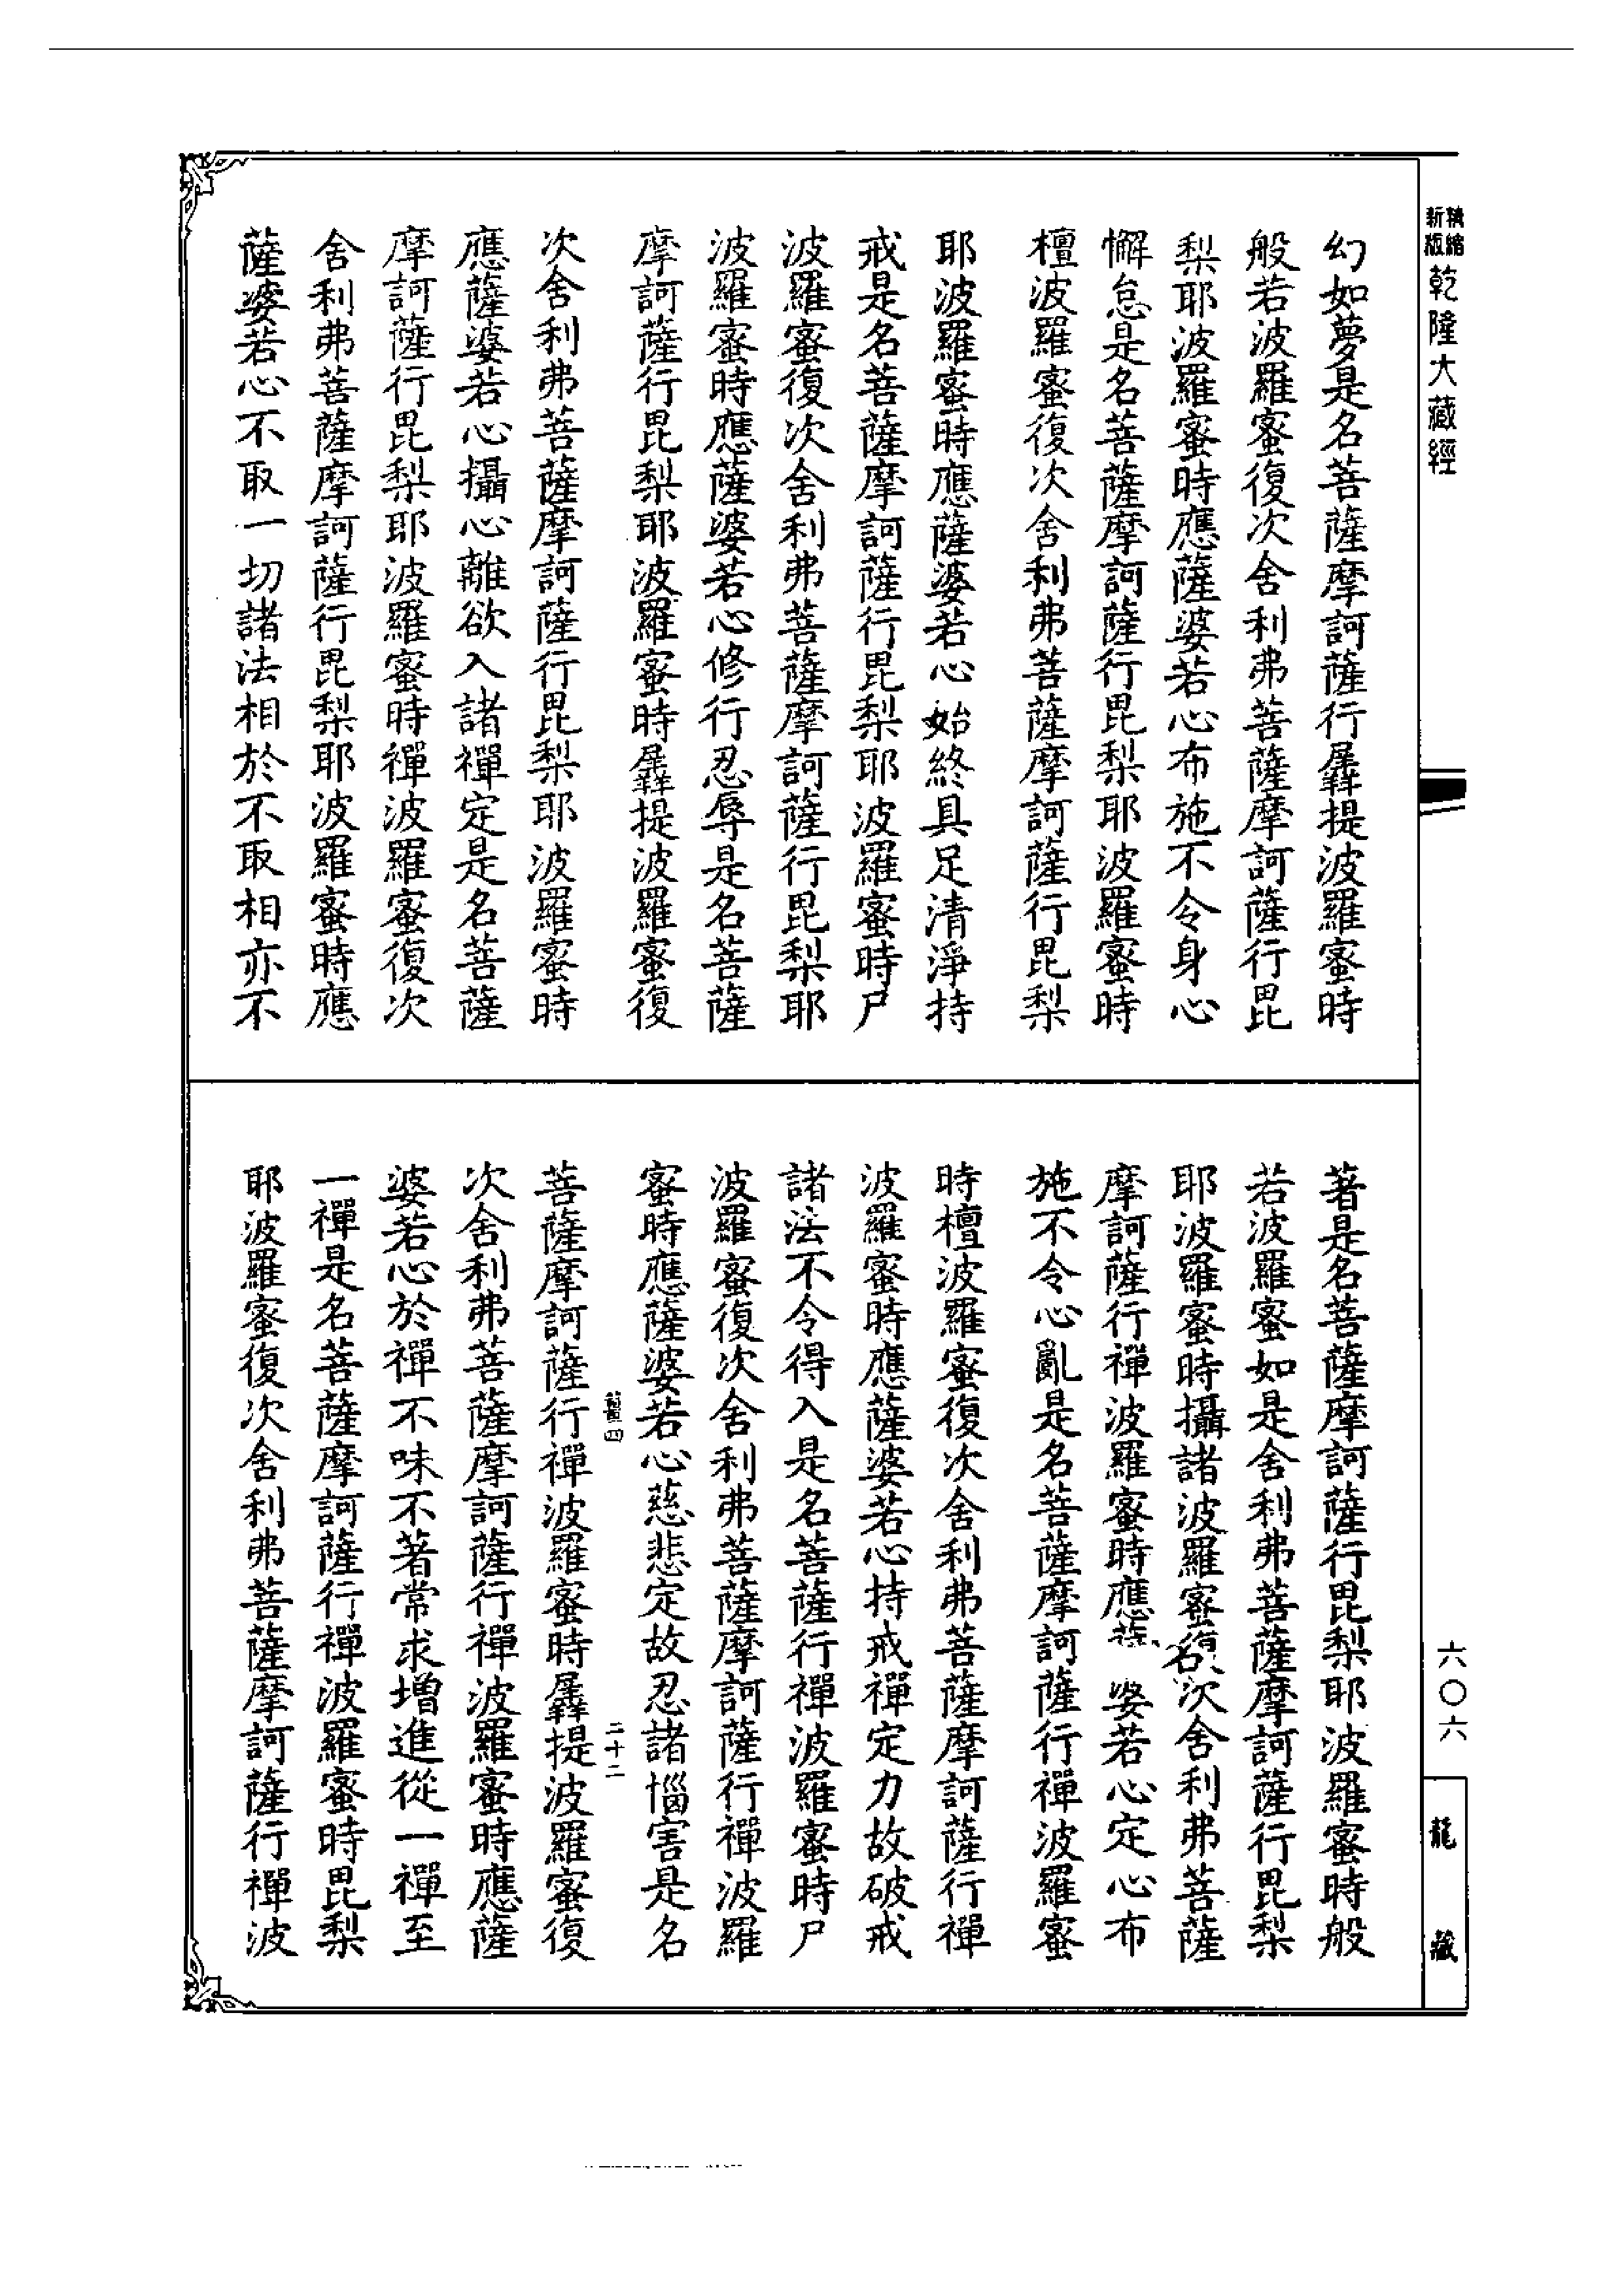 精縮新版乾隆大藏經
幻如夢是名菩薩摩訶薩行羼提波羅蜜時
般若波羅蜜復次舍利弗菩薩摩訶薩行毘
梨耶波羅蜜時應薩婆若心布施不令身心
懈怠是名菩薩摩訶薩行毘梨耶波羅蜜時
檀波羅蜜復次舍利弗菩薩摩訶薩行毘梨
耶波羅蜜時應薩婆若心始終具足清淨持
戒是名菩薩摩訶薩行毘梨耶波羅蜜時尸
波羅蜜復次舍利弗菩薩摩訶薩行毘梨耶
波羅蜜時應薩婆若心修行忍辱是名菩薩
摩訶薩行毘梨耶波羅蜜時羼提波羅蜜復
次舍利弗菩薩摩訶薩行毘梨耶波羅蜜時
應薩婆若心攝心離欲入諸禪定是名菩薩
摩訶薩行毘梨耶波羅蜜時禪波羅蜜復次
舍利弗菩薩摩訶薩行毘梨耶波羅蜜時應
薩婆若心不取一切諸法相於不取相亦不
著是名菩薩摩訶薩行毘梨耶波羅蜜時般
若波羅蜜如是舍利弗菩薩摩訶薩行毘梨
耶波羅蜜時攝諸波羅蜜復次舍利弗菩薩
摩訶薩行禪波羅蜜時應薩婆若心定心布
施不令心亂是名菩薩摩訶薩行禪波羅蜜
時檀波羅蜜復次舍利弗菩薩摩訶薩行禪
波羅蜜時應薩婆若心持戒禪定力故破戒
諸法不令得入是名菩薩行禪波羅蜜時尸
波羅蜜復次舍利弗菩薩摩訶薩行禪波羅
蜜時應薩婆若心慈悲定故忍諸惱害是名
四 二十二
菩薩摩訶薩行禪波羅蜜時羼提波羅蜜復
次舍利弗菩薩摩訶薩行禪波羅蜜時應薩
婆若心於禪不味不著常求增進從一禪至
一禪是名菩薩摩訶薩行禪波羅蜜時毘梨
耶波羅蜜復次舍利弗菩薩摩訶薩行禪波
六〇六
龍藏